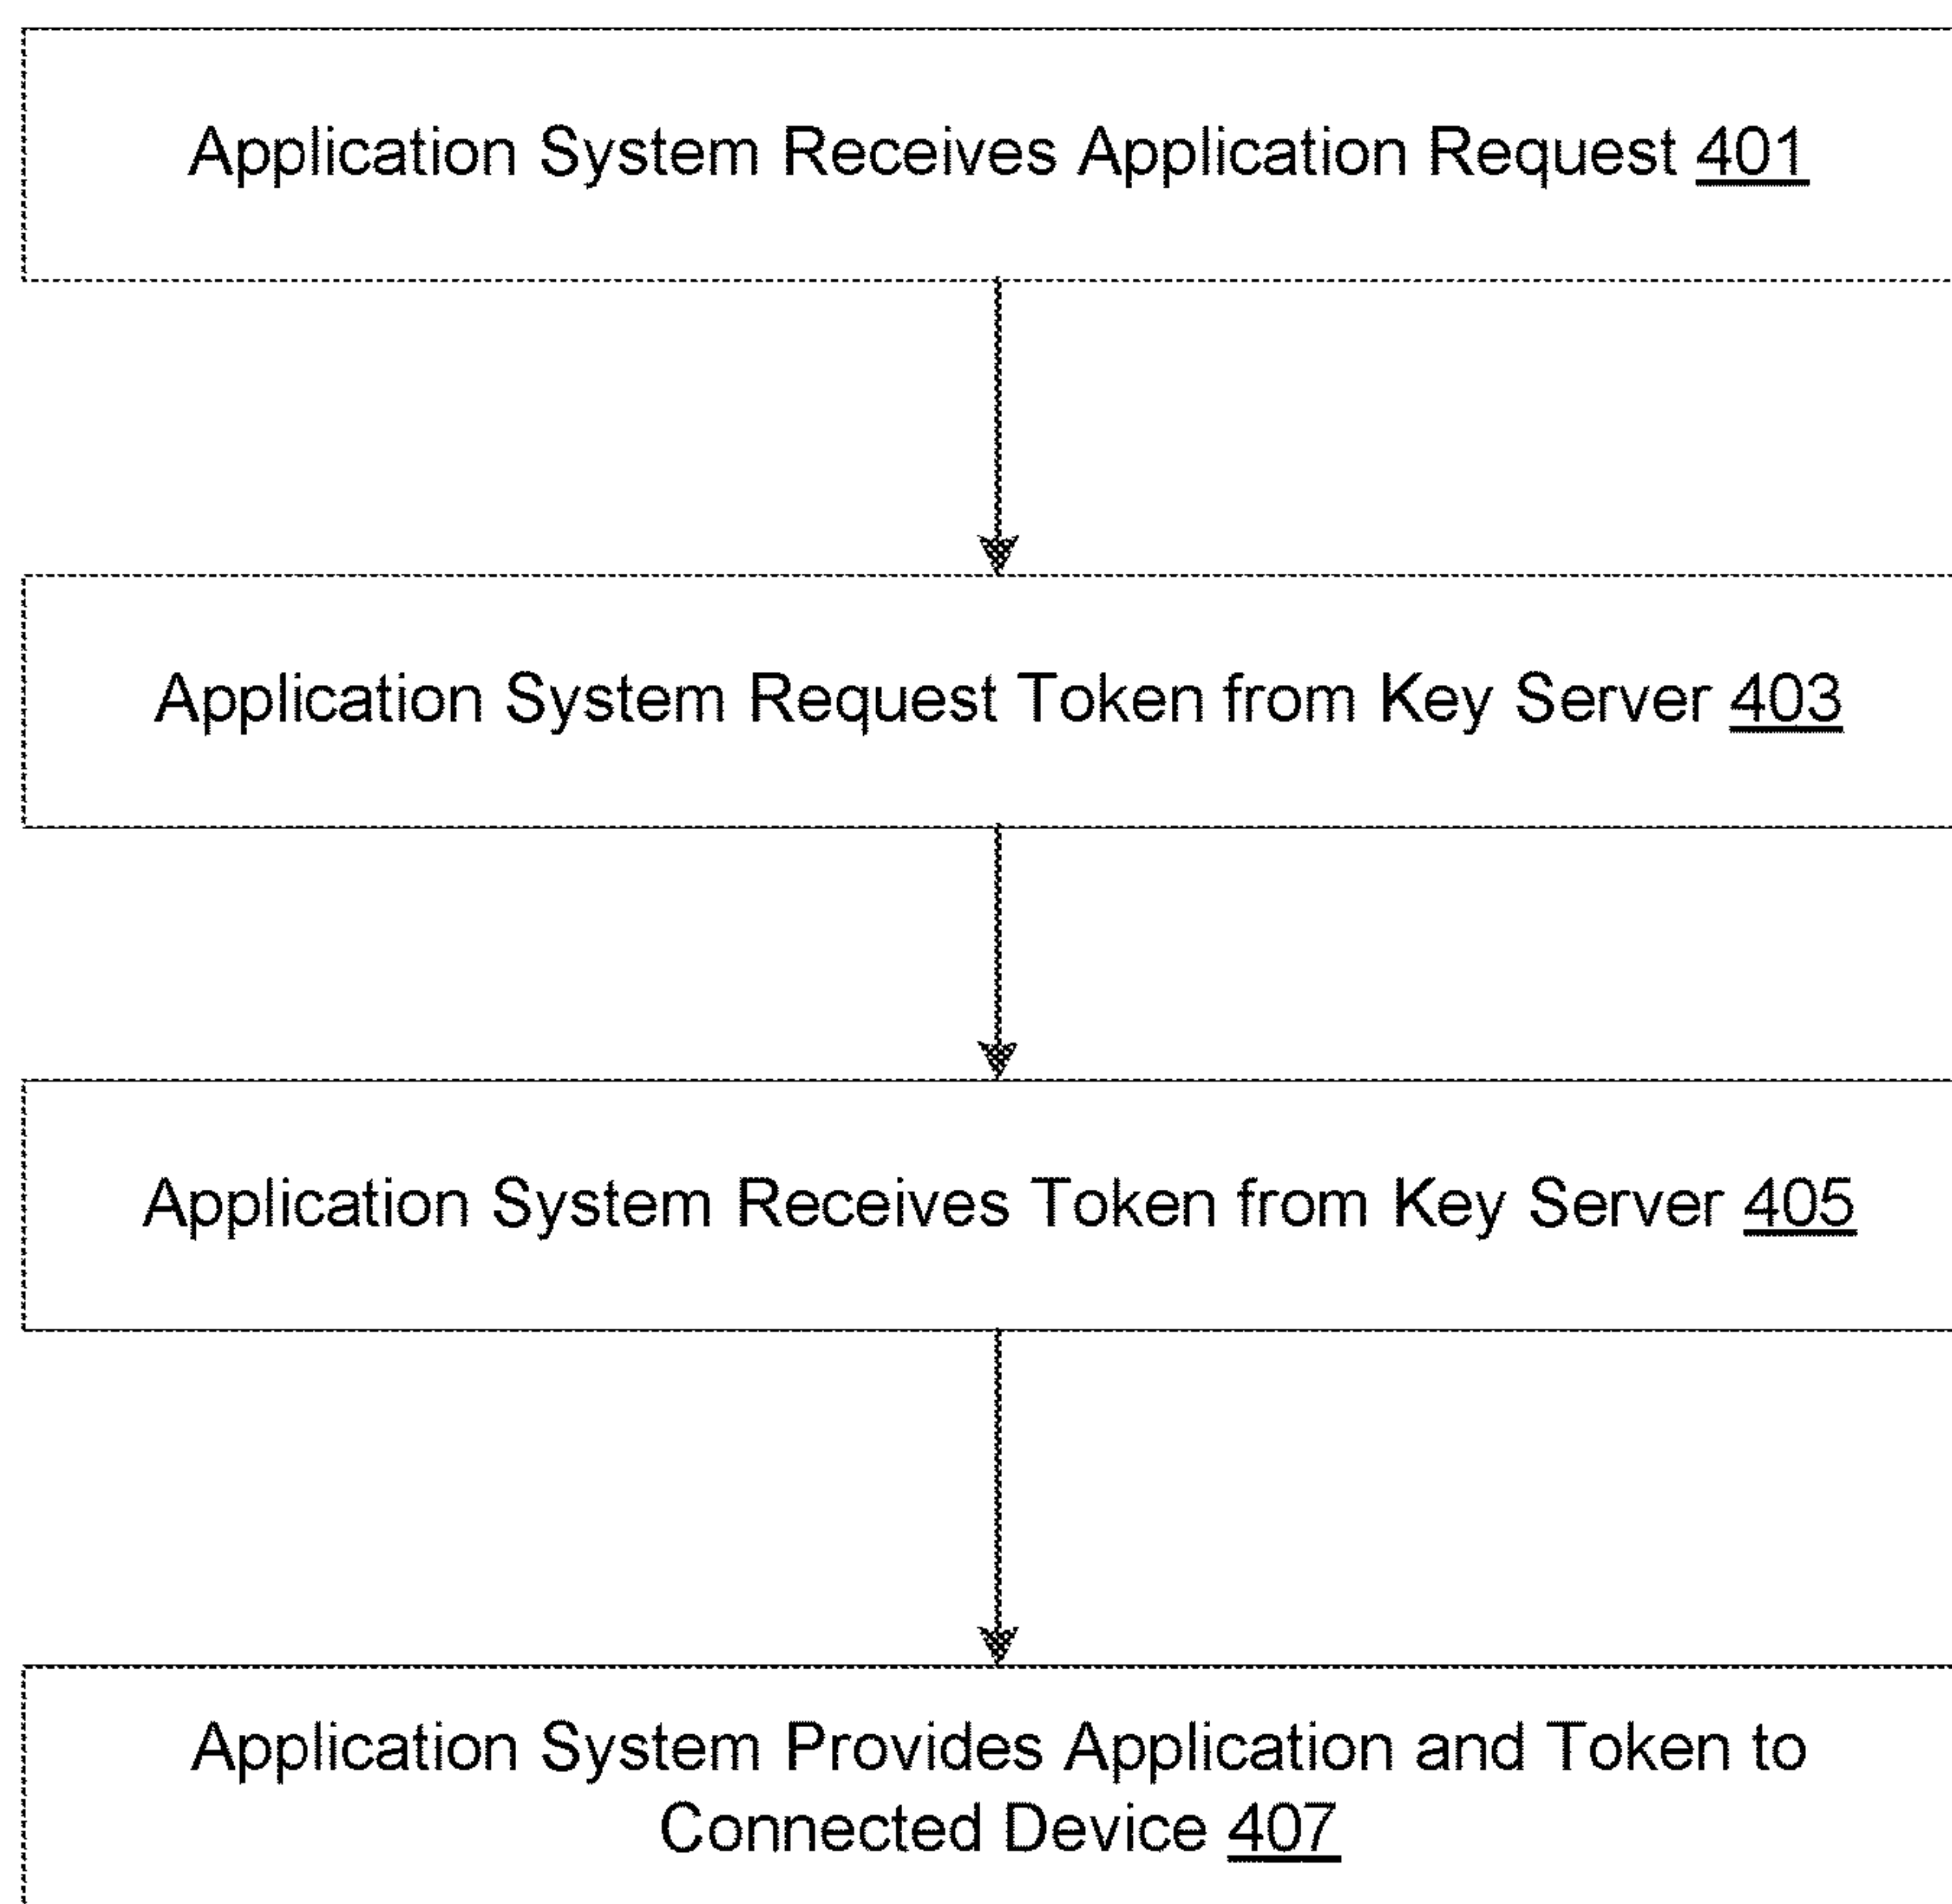 Application System Receives Application Request 401
Application System Request Token from Key Server 403
Application System Receives Token from Key Server 405
Application System Provides Application and Token to
Connected Device 407